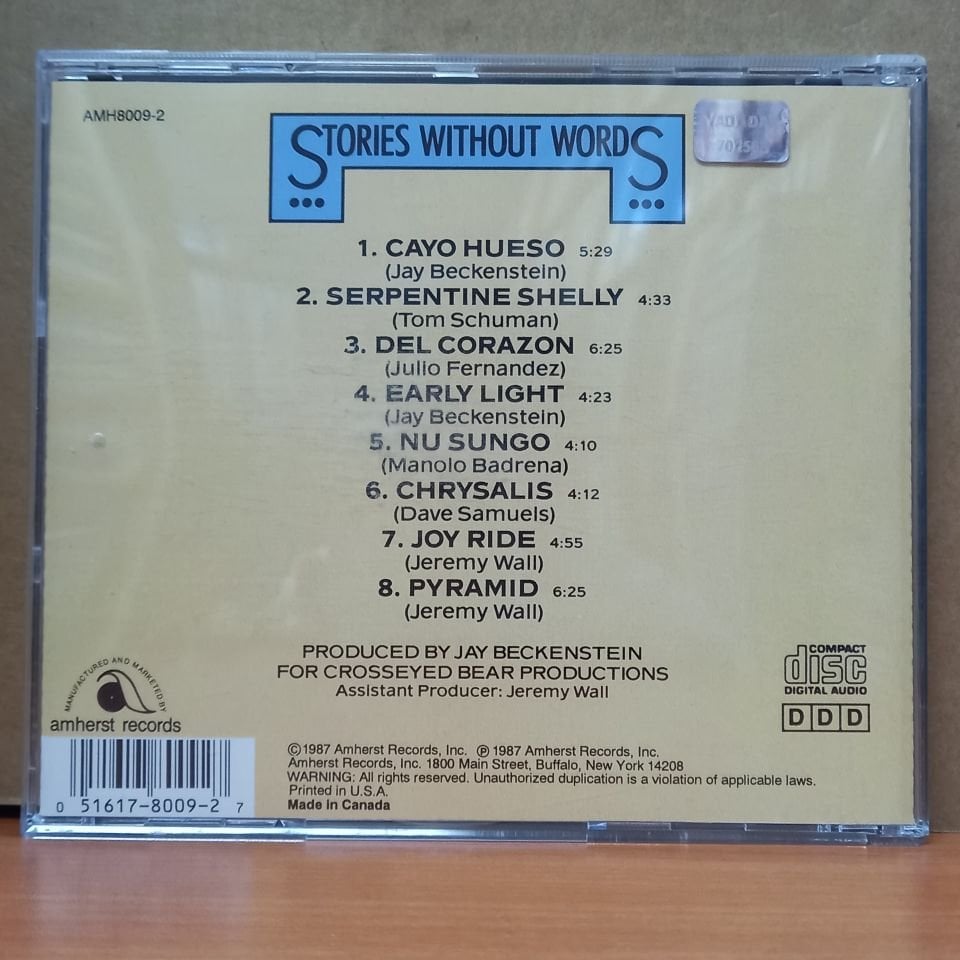 AMH8009-2
STORIES WITHOUT WORDS
1. CAYO HUESO 5:29
(Jay Beckenstein)
2. SERPENTINE SHELLY 4:33
(Tom Schuman)
3. DEL CORAZON 6:25
(Julio Fernandez)
4. EARLY LIGHT 4:23
(Jay Beckenstein)
5. NU SUNGO 4:10
(Manolo Badrena)
6. CHRYSALIS 4:12
(Dave Samuels)
7. JOY RIDE 4:55
(Jeremy Wall)
8. PYRAMID 6:25
(Jeremy Wall)
PRODUCED BY JAY BECKENSTEIN
FOR CROSSEYED BEAR PRODUCTIONS
Assistant Producer: Jeremy Wall
MANUFACTURED AND MARKETED BY
amherst records
COMPACT
disc
DIGITAL AUDIO
DDD
©1987 Amherst Records, Inc. ℗ 1987 Amherst Records, Inc.
Amherst Records, Inc. 1800 Main Street, Buffalo, New York 14208
WARNING: All rights reserved. Unauthorized duplication is a violation of applicable laws.
Printed in U.S.A.
Made in Canada
0 51617-8009-2 7